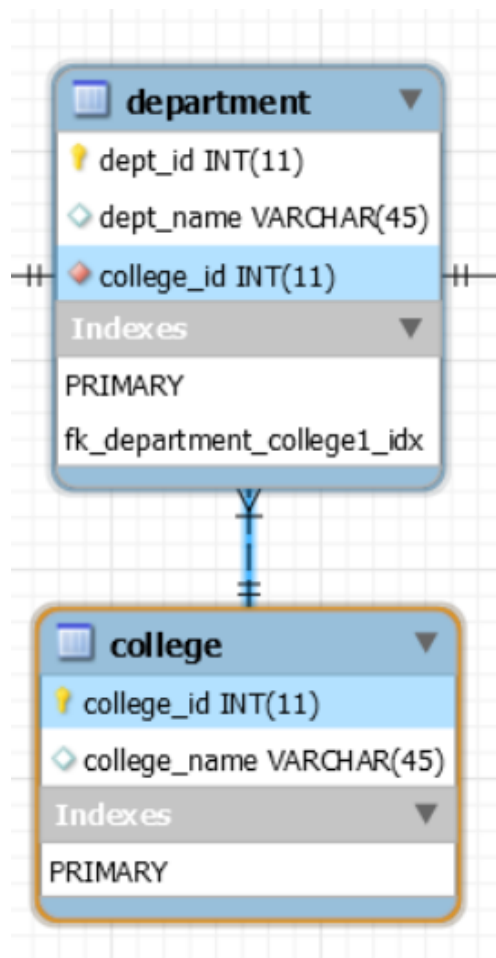 department
dept_id INT(11)
dept_name VARCHAR(45)
college_id INT(11)
Indexes
PRIMARY
fk_department_college1_idx
college
college_id INT(11)
college_name VARCHAR(45)
Indexes
PRIMARY